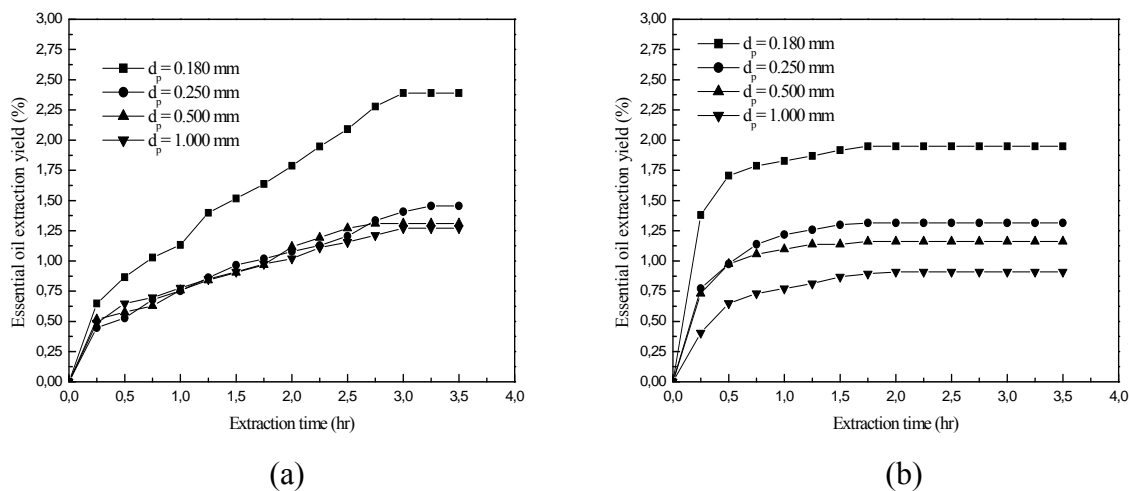 3,00
2,75
2,50
2,25
2,00
1,75
1,50
1,25
1,00
0,75
0,50
0,25
0,00
Essential oil extraction yield (%)
dp = 0.180 mm
dp = 0.250 mm
dp = 0.500 mm
dp = 1.000 mm
0,0 0,5 1,0 1,5 2,0 2,5 3,0 3,5 4,0
Extraction time (hr)
(a)
3,00
2,75
2,50
2,25
2,00
1,75
1,50
1,25
1,00
0,75
0,50
0,25
0,00
Essential oil extraction yield (%)
dp = 0.180 mm
dp = 0.250 mm
dp = 0.500 mm
dp = 1.000 mm
0,0 0,5 1,0 1,5 2,0 2,5 3,0 3,5 4,0
Extraction time (hr)
(b)